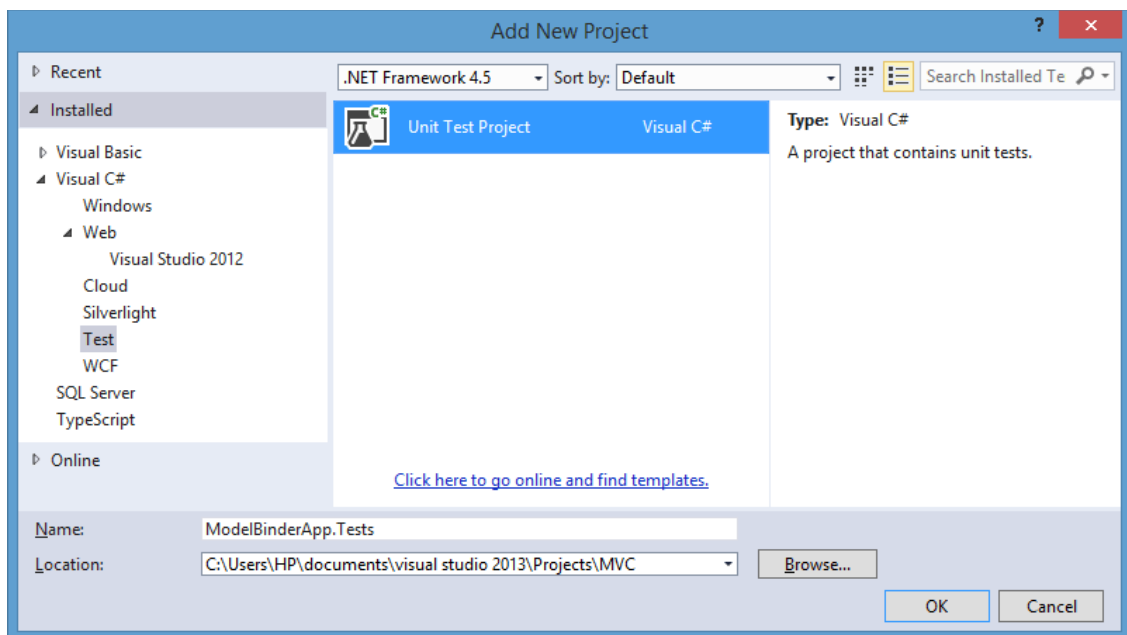 Add New Project
?
Recent
.NET Framework 4.5 Sort by: Default Search Installed Te
Installed
Visual Basic
Visual C#
Windows
Web
Visual Studio 2012
Cloud
Silverlight
Test
WCF
SQL Server
TypeScript
Online
C#
Unit Test Project Visual C#
Click here to go online and find templates.
Type: Visual C#
A project that contains unit tests.
Name: ModelBinderApp.Tests
Location: C:\Users\HP\documents\visual studio 2013\Projects\MVC Browse...
OK Cancel